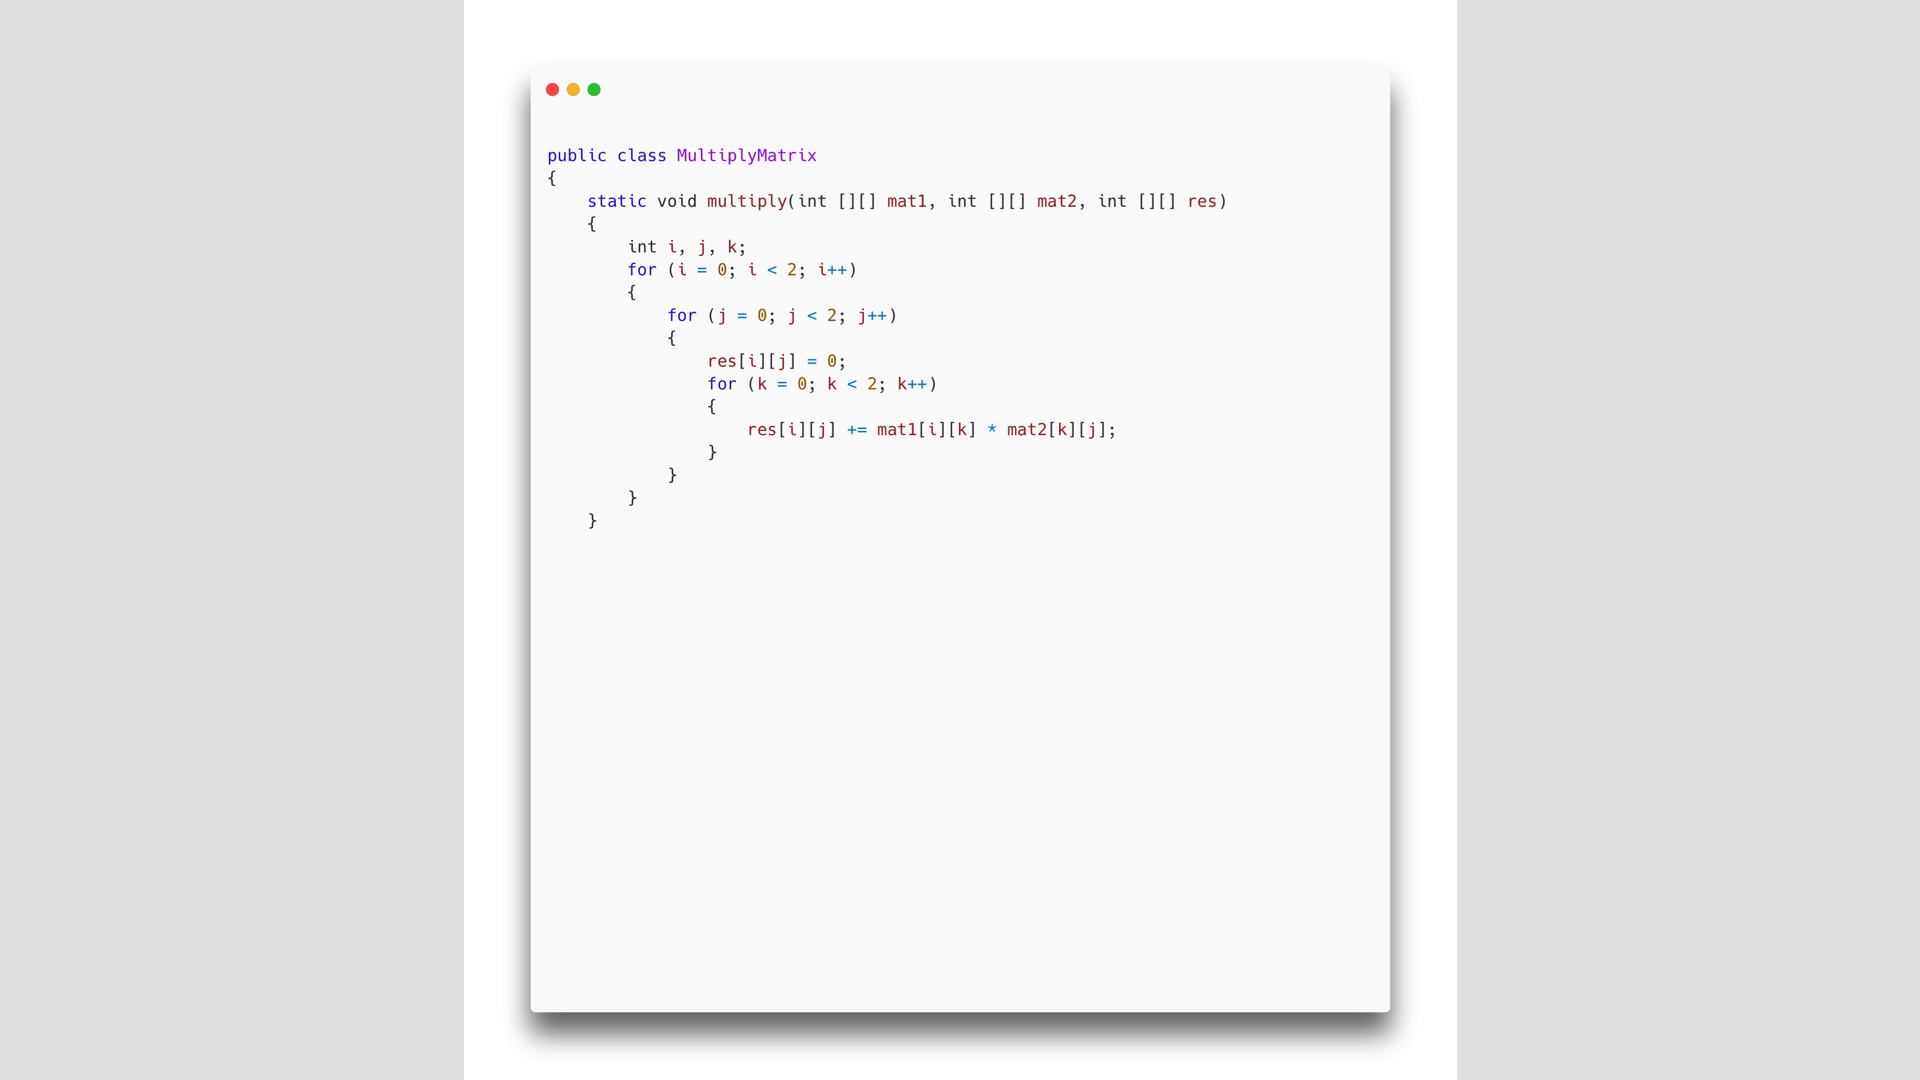 public class MultiplyMatrix
{
    static void multiply(int [][] mat1, int [][] mat2, int [][] res)
    {
        int i, j, k;
        for (i = 0; i < 2; i++)
        {
            for (j = 0; j < 2; j++)
            {
                res[i][j] = 0;
                for (k = 0; k < 2; k++)
                {
                    res[i][j] += mat1[i][k] * mat2[k][j];
                }
            }
        }
    }